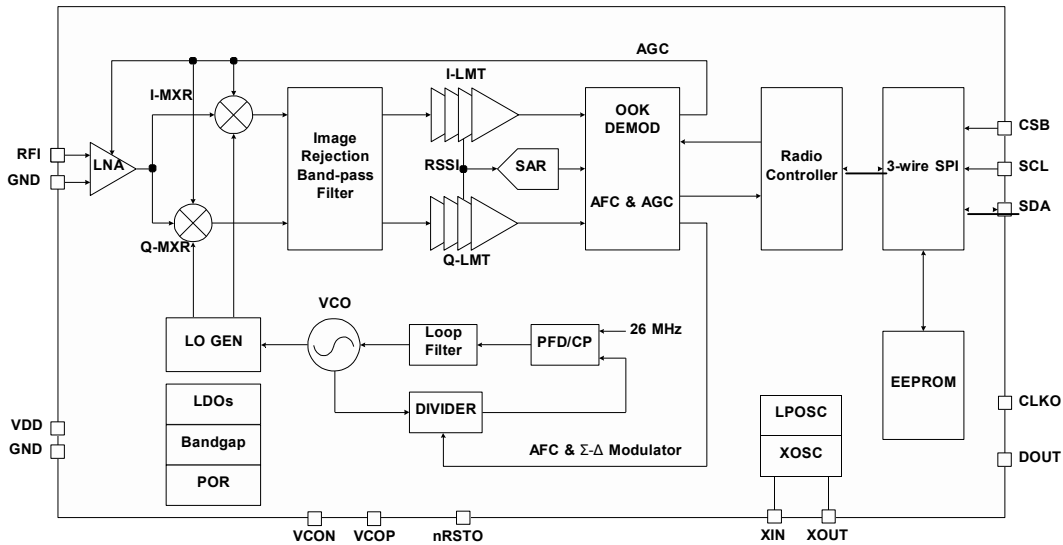 AGC
I-MXR
I-LMT
RFI
GND
LNA
Image
Rejection
Band-pass
Filter
RSSI
SAR
OOK
DEMOD
AFC & AGC
Radio
Controller
3-wire SPI
CSB
SCL
SDA
Q-MXR
Q-LMT
VCO
LO GEN
Loop
Filter
PFD/CP
26 MHz
EEPROM
LDOs
DIVIDER
LPOSC
CLKO
VDD
GND
Bandgap
AFC & Σ-Δ Modulator
XOSC
DOUT
POR
VCON
VCOP
nRSTO
XIN
XOUT